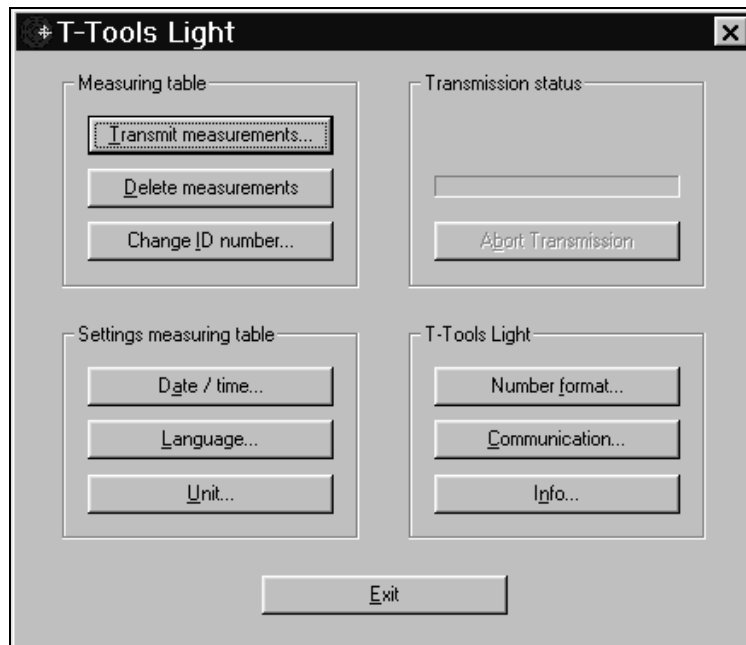 T-Tools Light
Measuring table
Transmit measurements...
Delete measurements
Change ID number...
Transmission status
Abort Transmission
Settings measuring table
Date / time...
Language...
Unit...
T-Tools Light
Number format...
Communication...
Info...
Exit